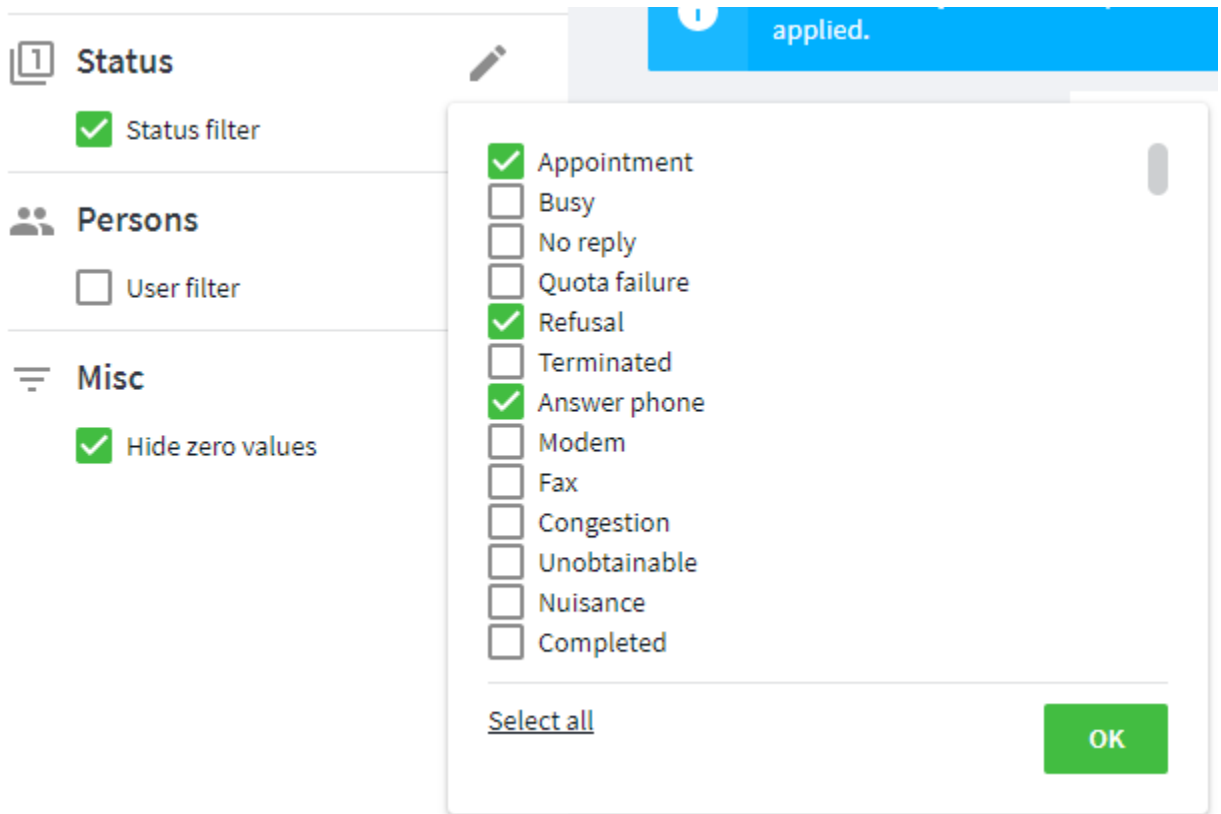 applied.
1
Status
Status filter
Persons
User filter
Misc
Hide zero values
Appointment
Busy
No reply
Quota failure
Refusal
Terminated
Answer phone
Modem
Fax
Congestion
Unobtainable
Nuisance
Completed
Select all
OK